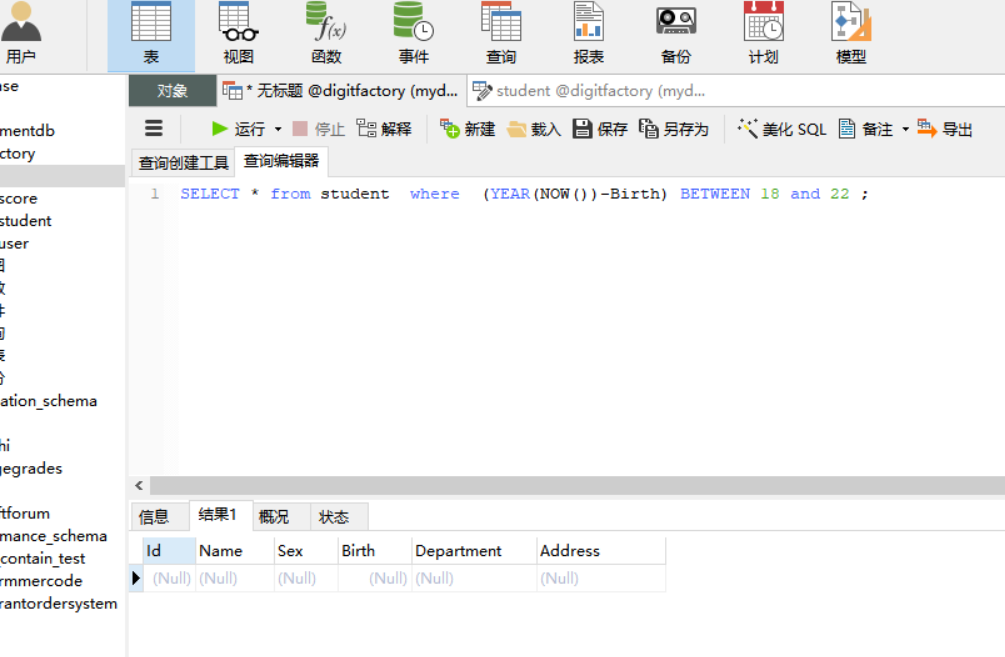 用户 表 视图 f(x) 函数 事件 查询 报表 备份 计划 模型
对象 * 无标题 @digitfactory (myd... student @digitfactory (myd...
运行 停止 解释 新建 载入 保存 另存为 美化 SQL 备注 导出
查询创建工具 查询编辑器
1 SELECT * from student where (YEAR(NOW())-Birth) BETWEEN 18 and 22 ;
se
mentdb
ctory
score
student
user
ation_schema
hi
gegrades
ftforum
mance_schema
contain_test
rmmercode
rantordersystem
信息 结果1 概况 状态
Id Name Sex Birth Department Address
(Null) (Null) (Null) (Null) (Null) (Null)